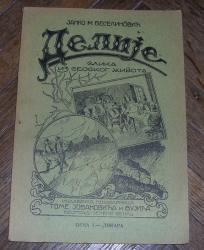 ЈАНКО М. ВЕСЕЛИНОВИЋ
Делије
СЛИКА
ИЗ СЕОСКОГ ЖИВОТА
ТОМЕ ЈОВАНОВИЋА И ВУЈИЋА
ЦЕНА 1.— ДИНАРА